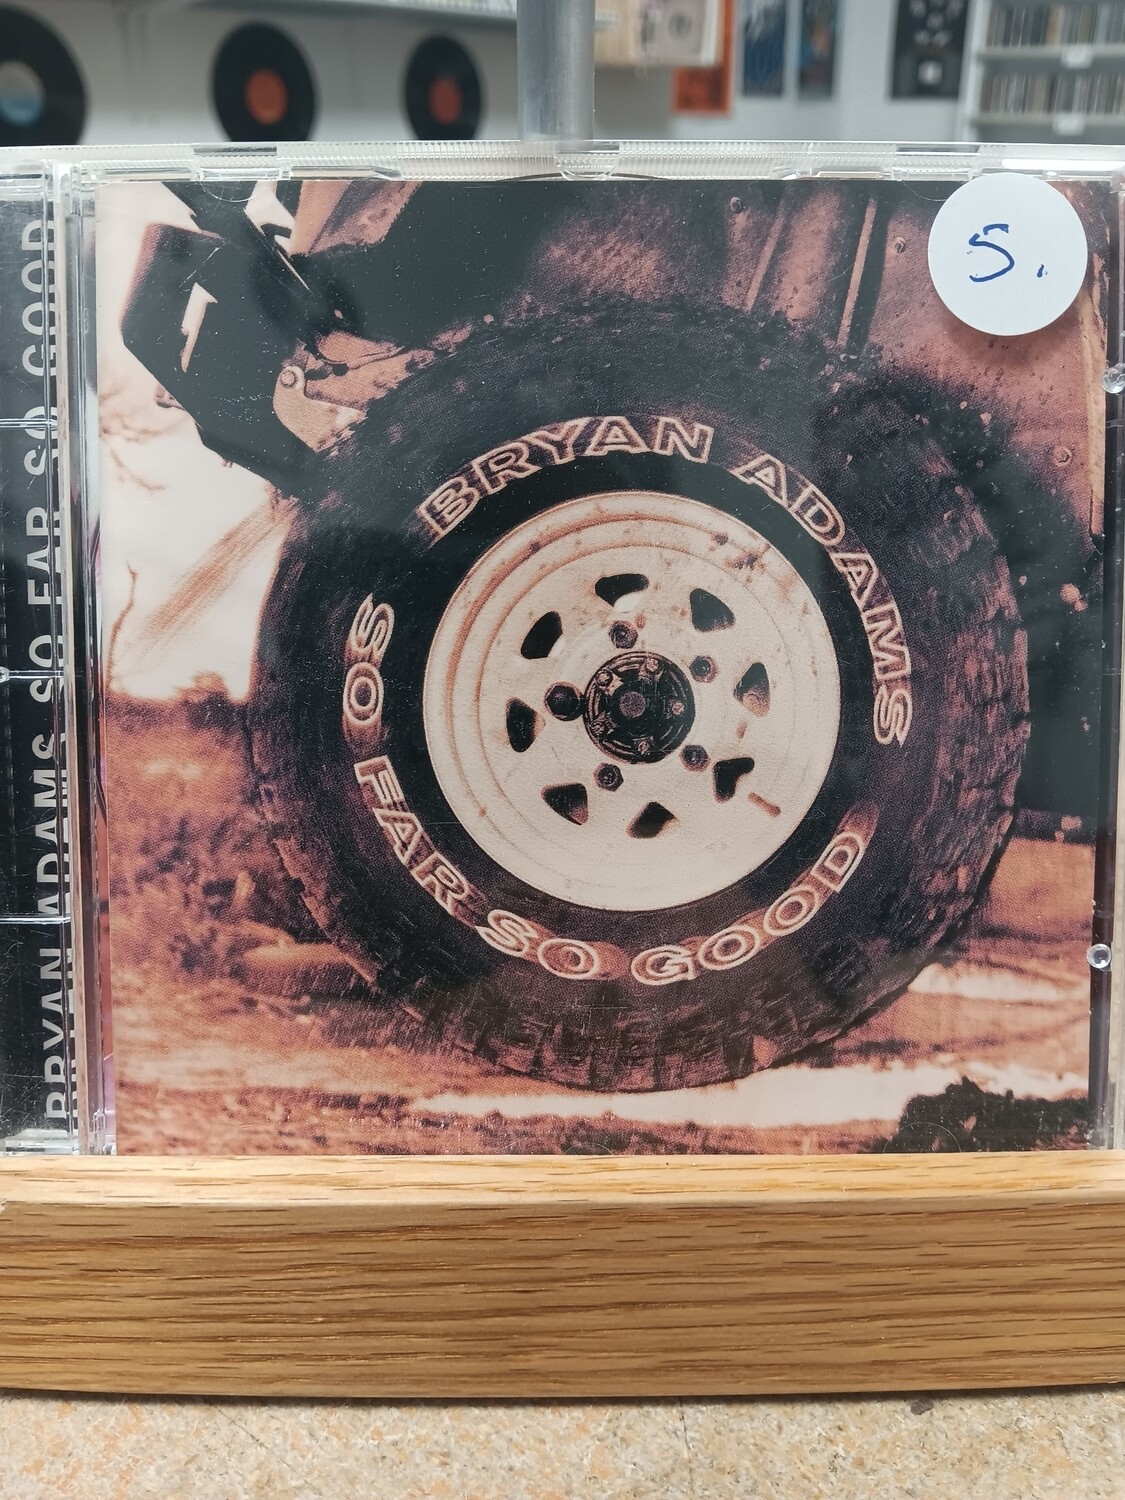 BRYAN ADAMS SO FAR SO GOOD
5.
BRYAN ADAMS
SO FAR SO GOOD